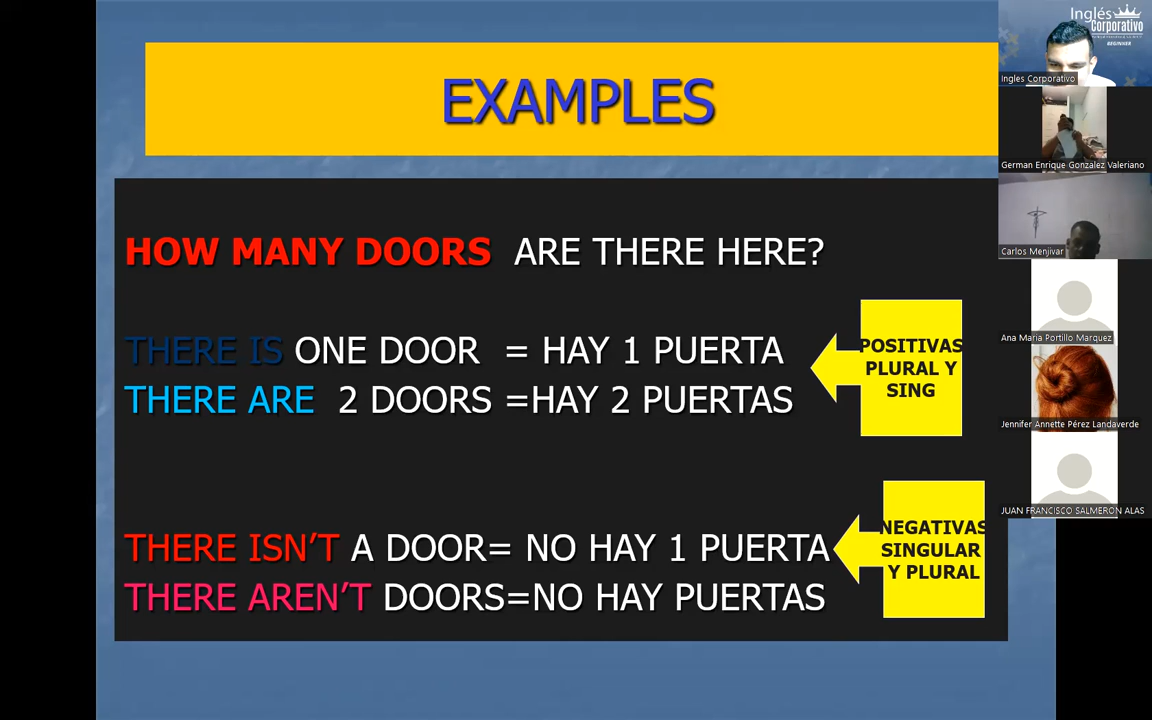 EXAMPLES
HOW MANY DOORS ARE THERE HERE?
THERE IS ONE DOOR = HAY 1 PUERTA
THERE ARE 2 DOORS =HAY 2 PUERTAS
POSITIVAS
PLURAL Y
SING
THERE ISN'T A DOOR= NO HAY 1 PUERTA
THERE AREN'T DOORS=NO HAY PUERTAS
NEGATIVAS
SINGULAR
Y PLURAL
Inglés
Corporativo
BEGINNER
Ingles Corporativo
German Enrique Gonzalez Valeriano
Carlos Menjivar
Ana Maria Portillo Marquez
Jennifer Annette Pérez Landaverde
JUAN FRANCISCO SALMERON ALAS